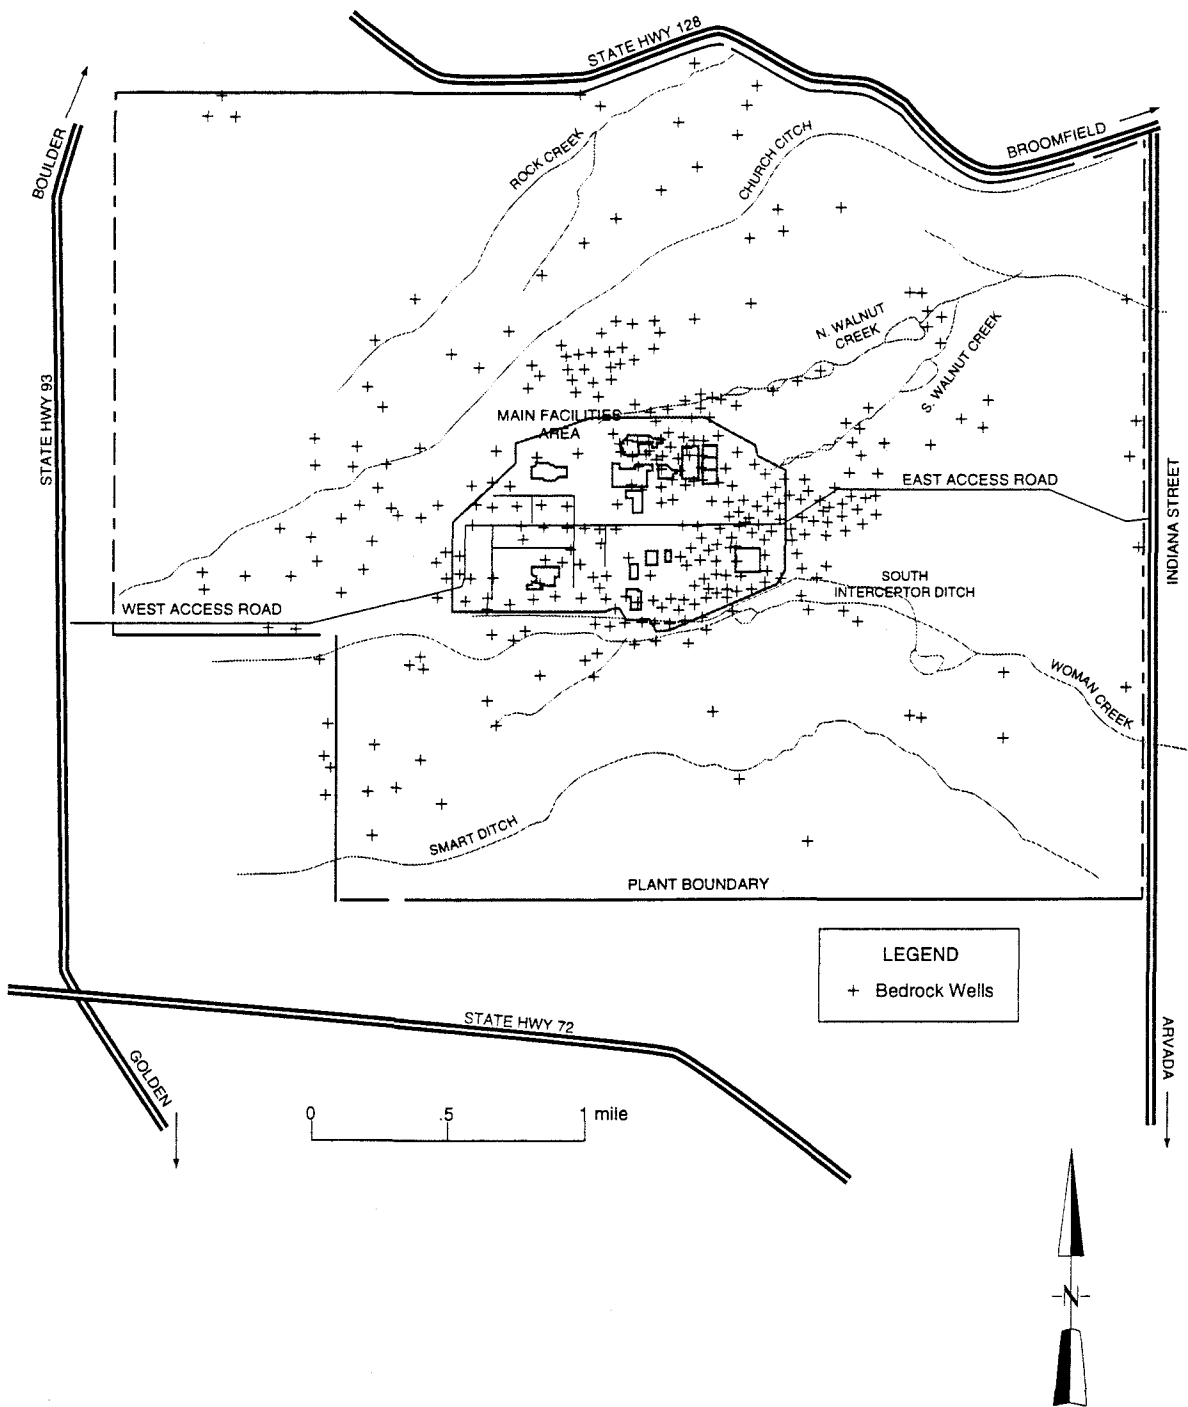 STATE HWY 128
BOULDER
BROOMFIELD
ROCK CREEK
CHURCH CITCH
N. WALNUT
CREEK
S. WALNUT CREEK
STATE HWY 93
MAIN FACILITIES
AREA
EAST ACCESS ROAD
INDIANA STREET
SOUTH
INTERCEPTOR DITCH
WEST ACCESS ROAD
WOMAN CREEK
SMART DITCH
PLANT BOUNDARY
LEGEND
+ Bedrock Wells
STATE HWY 72
ARVADA
GOLDEN
0 .5 1 mile
N